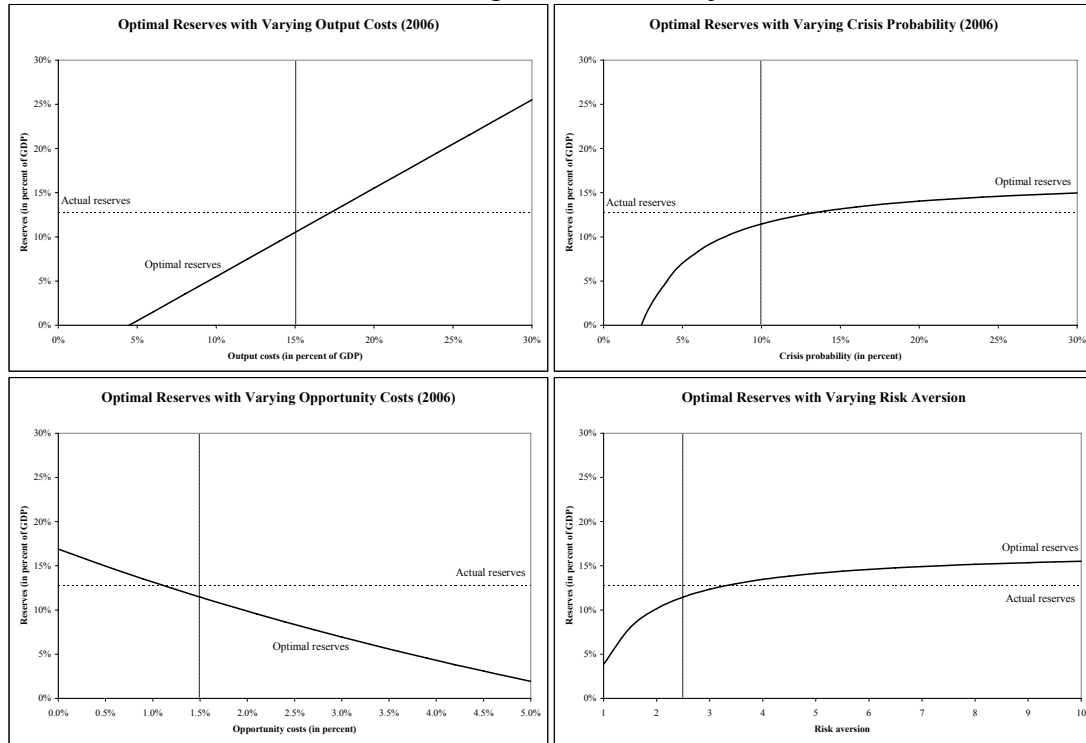 Optimal Reserves with Varying Output Costs (2006)
30%
25%
20%
15%
10%
5%
0%
Reserves (in percent of GDP)
Actual reserves
Optimal reserves
0% 5% 10% 15% 20% 25% 30%
Output costs (in percent of GDP)
Optimal Reserves with Varying Crisis Probability (2006)
30%
25%
20%
15%
10%
5%
0%
Reserves (in percent of GDP)
Optimal reserves
Actual reserves
0% 5% 10% 15% 20% 25% 30%
Crisis probability (in percent)
Optimal Reserves with Varying Opportunity Costs (2006)
30%
25%
20%
15%
10%
5%
0%
Reserves (in percent of GDP)
Actual reserves
Optimal reserves
0.0% 0.5% 1.0% 1.5% 2.0% 2.5% 3.0% 3.5% 4.0% 4.5% 5.0%
Opportunity costs (in percent)
Optimal Reserves with Varying Risk Aversion
30%
25%
20%
15%
10%
5%
0%
Reserves (in percent of GDP)
Optimal reserves
Actual reserves
1 2 3 4 5 6 7 8 9 10
Risk aversion